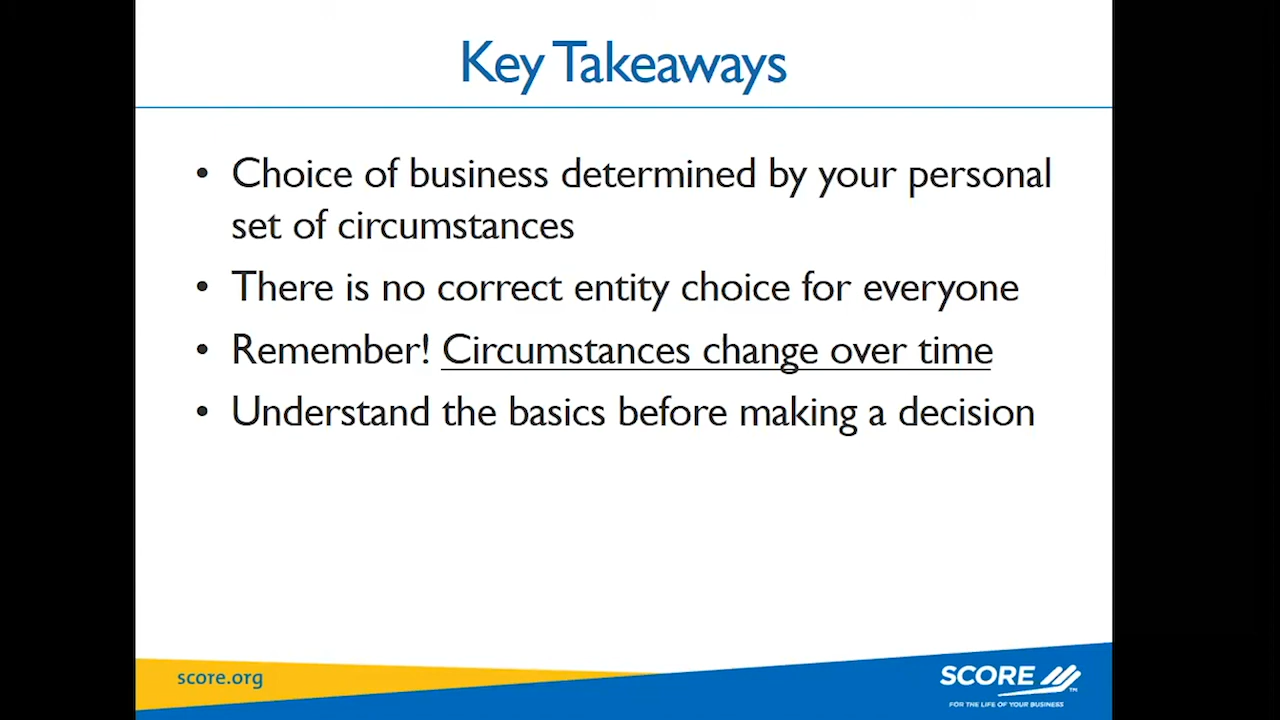 Key Takeaways
• Choice of business determined by your personal
set of circumstances
• There is no correct entity choice for everyone
• Remember! Circumstances change over time
• Understand the basics before making a decision
score.org
SCORE
TM
FOR THE LIFE OF YOUR BUSINESS